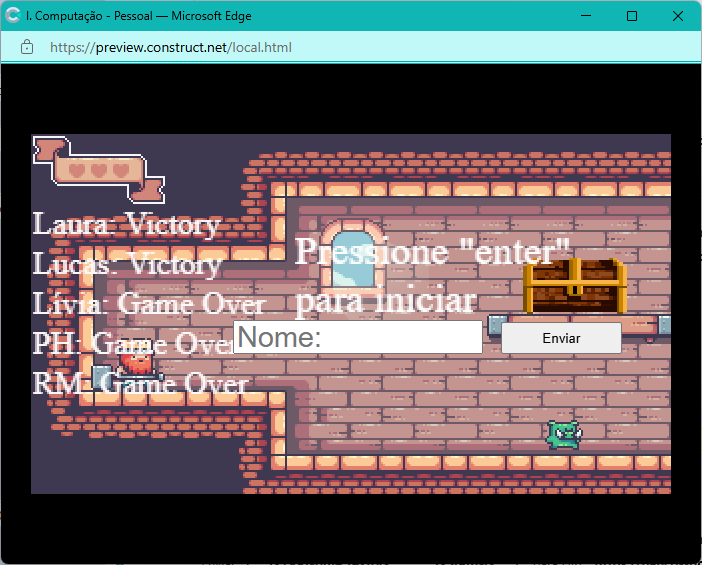 I. Computação - Pessoal — Microsoft Edge
https://preview.construct.net/local.html
Laura: Victory
Lucas: Victory
Lívia: Game Over
PH: Game Over
RM: Game Over
Pressione "enter"
para iniciar
Nome:
Enviar